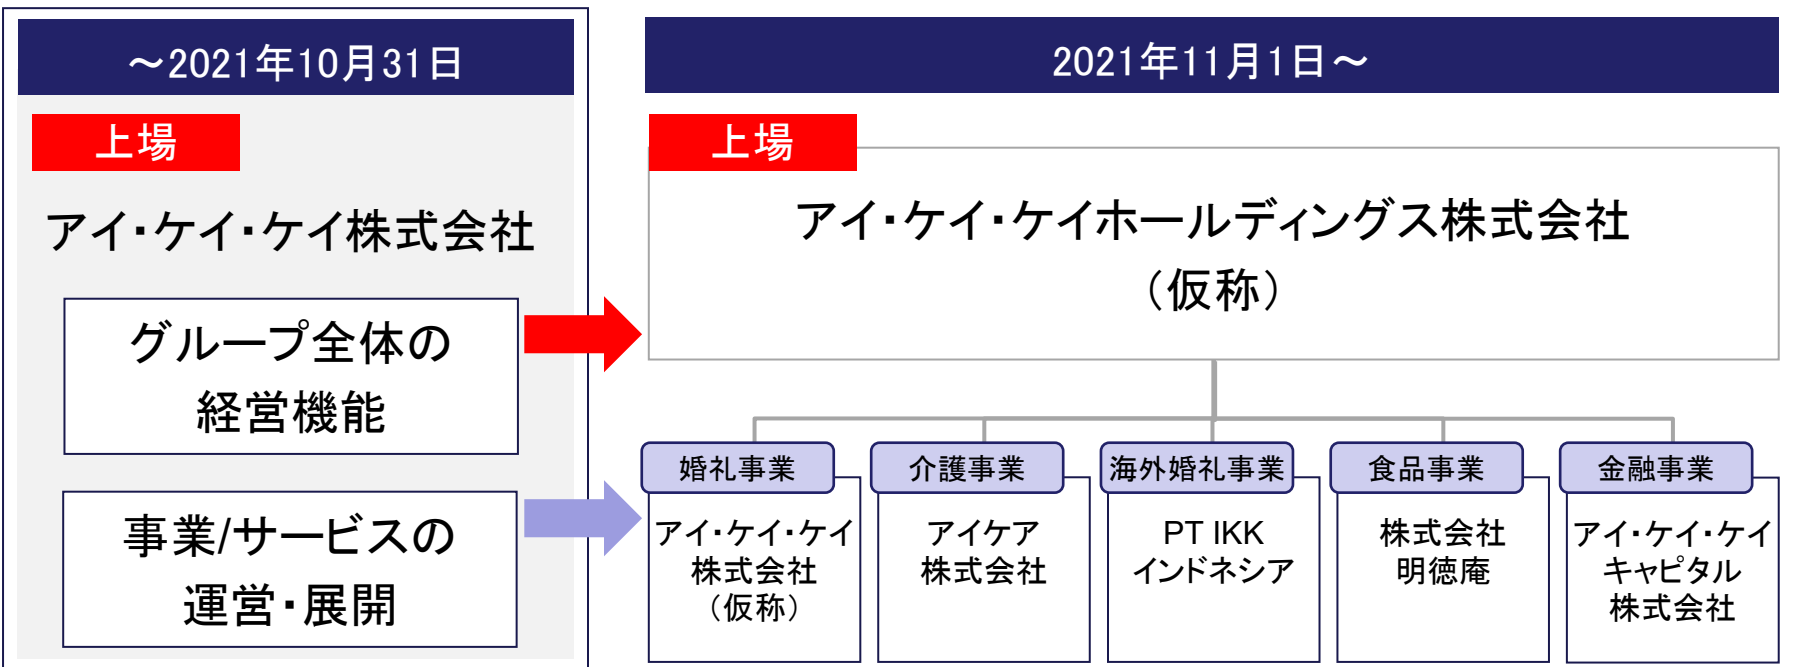 ～2021年10月31日
上場
アイ・ケイ・ケイ株式会社
グループ全体の
経営機能
事業/サービスの
運営・展開
2021年11月1日～
上場
アイ・ケイ・ケイホールディングス株式会社
（仮称）
婚礼事業
アイ・ケイ・ケイ
株式会社
（仮称）
介護事業
アイケア
株式会社
海外婚礼事業
PT IKK
インドネシア
食品事業
株式会社
明徳庵
金融事業
アイ・ケイ・ケイ
キャピタル
株式会社